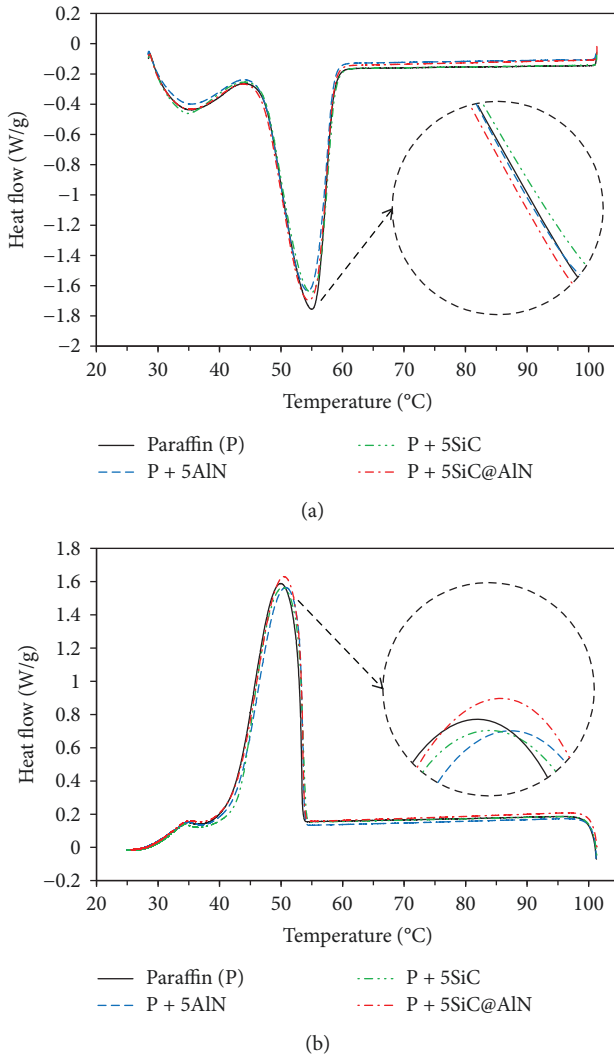 0.2
0
−0.2
−0.4
−0.6
−0.8
−1
−1.2
−1.4
−1.6
−1.8
−2
Heat flow (W/g)
20 30 40 50 60 70 80 90 100
Temperature (°C)
Paraffin (P) P + 5SiC
P + 5AlN P + 5SiC@AlN
(a)
1.8
1.6
1.4
1.2
1
0.8
0.6
0.4
0.2
0
−0.2
Heat flow (W/g)
20 30 40 50 60 70 80 90 100
Temperature (°C)
Paraffin (P) P + 5SiC
P + 5AlN P + 5SiC@AlN
(b)